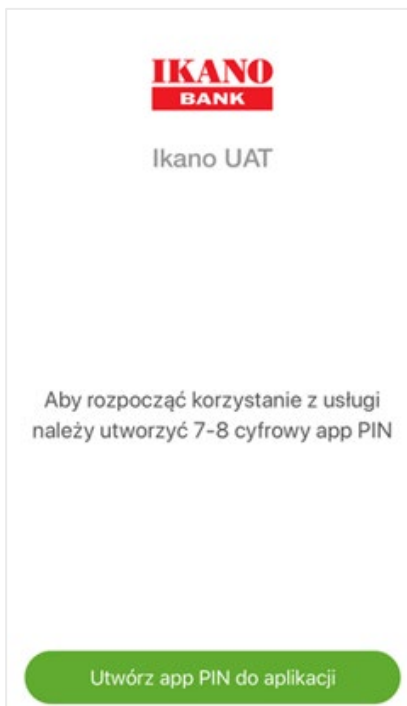 IKANO
BANK
Ikano UAT
Aby rozpocząć korzystanie z usługi
należy utworzyć 7-8 cyfrowy app PIN
Utwórz app PIN do aplikacji